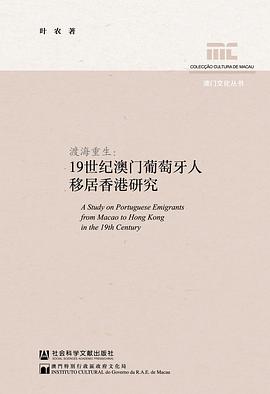 叶 农 著
MC
COLECÇÃO CULTURA DE MACAU
澳门文化丛书
渡海重生：
19世纪澳门葡萄牙人
移居香港研究
A Study on Portuguese Emigrants
from Macao to Hong Kong
in the 19th Century
社会科学文献出版社
SOCIAL SCIENCES ACADEMIC PRESS (CHINA)
澳門特別行政區政府文化局
INSTITUTO CULTURAL do Governo da R.A.E. de Macau